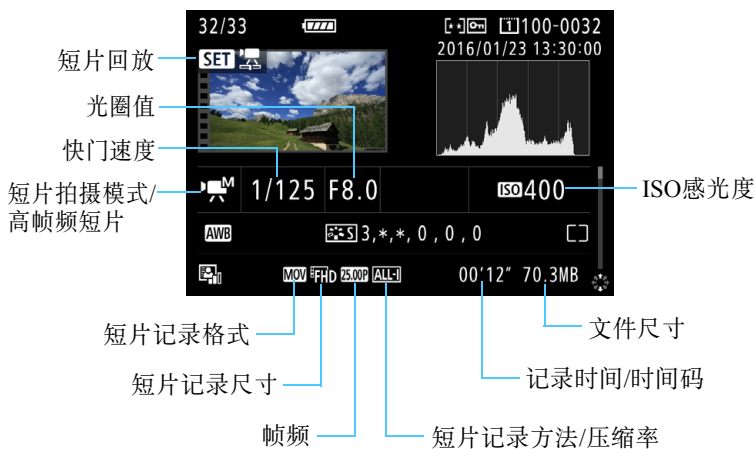 32/33 [★★] 1 100-0032
2016/01/23 13:30:00
短片回放
SET
光圈值
快门速度
短片拍摄模式/
高帧频短片
M 1/125 F8.0 ISO 400
ISO感光度
AWB S 3,*,*,0,0,0
MOV FHD 25.00P ALL-I 00'12" 70.3MB
短片记录格式
文件尺寸
短片记录尺寸
记录时间/时间码
帧频
短片记录方法/压缩率